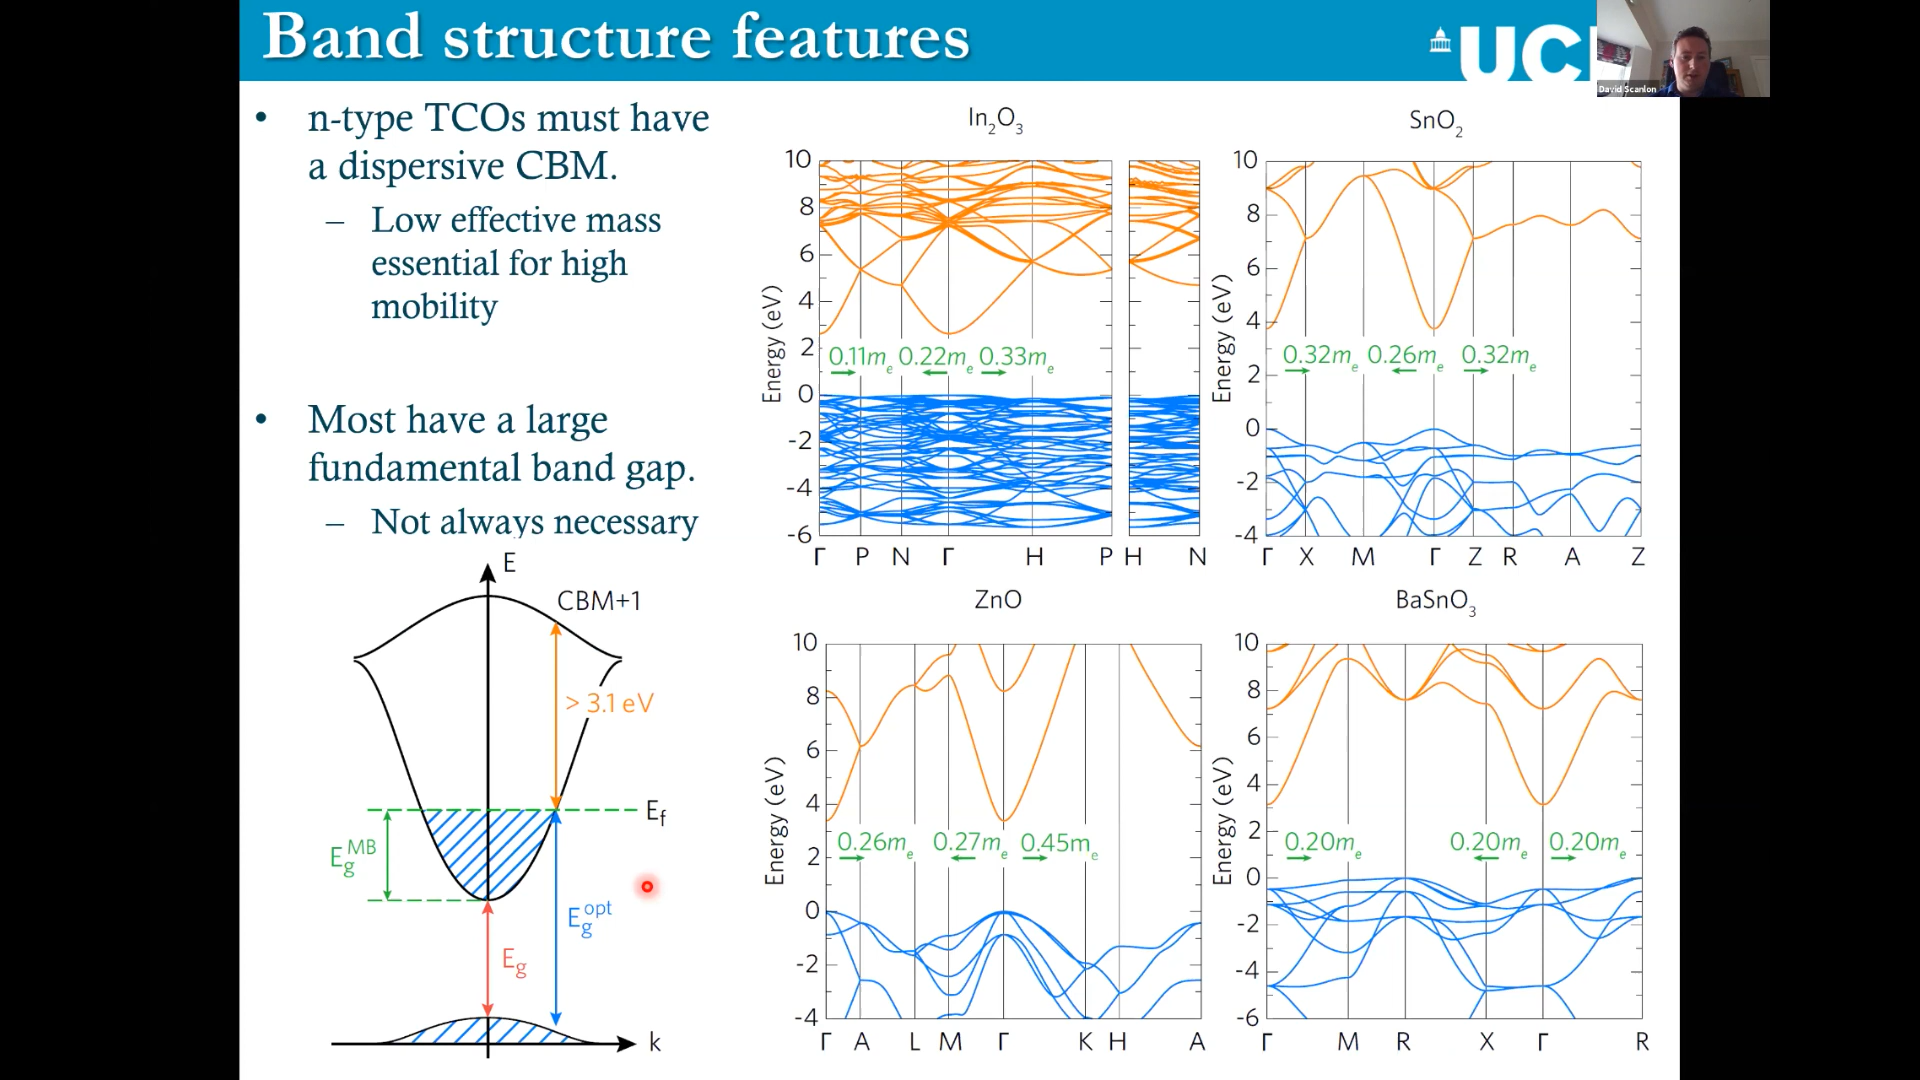 Band structure features
UC
David Scanlon
• n-type TCOs must have
a dispersive CBM.
– Low effective mass
essential for high
mobility
• Most have a large
fundamental band gap.
– Not always necessary
E
CBM+1
> 3.1 eV
E_f
E_g^MB
E_g^opt
E_g
k
In₂O₃
Energy (eV)
10
8
6
4
2
0
-2
-4
-6
0.11m_e 0.22m_e 0.33m_e
Γ P N Γ H P H N
SnO₂
Energy (eV)
10
8
6
4
2
0
-2
-4
0.32m_e 0.26m_e 0.32m_e
Γ X M Γ Z R A Z
ZnO
Energy (eV)
10
8
6
4
2
0
-2
-4
0.26m_e 0.27m_e 0.45m_e
Γ A L M Γ K H A
BaSnO₃
Energy (eV)
10
8
6
4
2
0
-2
-4
-6
0.20m_e 0.20m_e 0.20m_e
Γ M R X Γ R